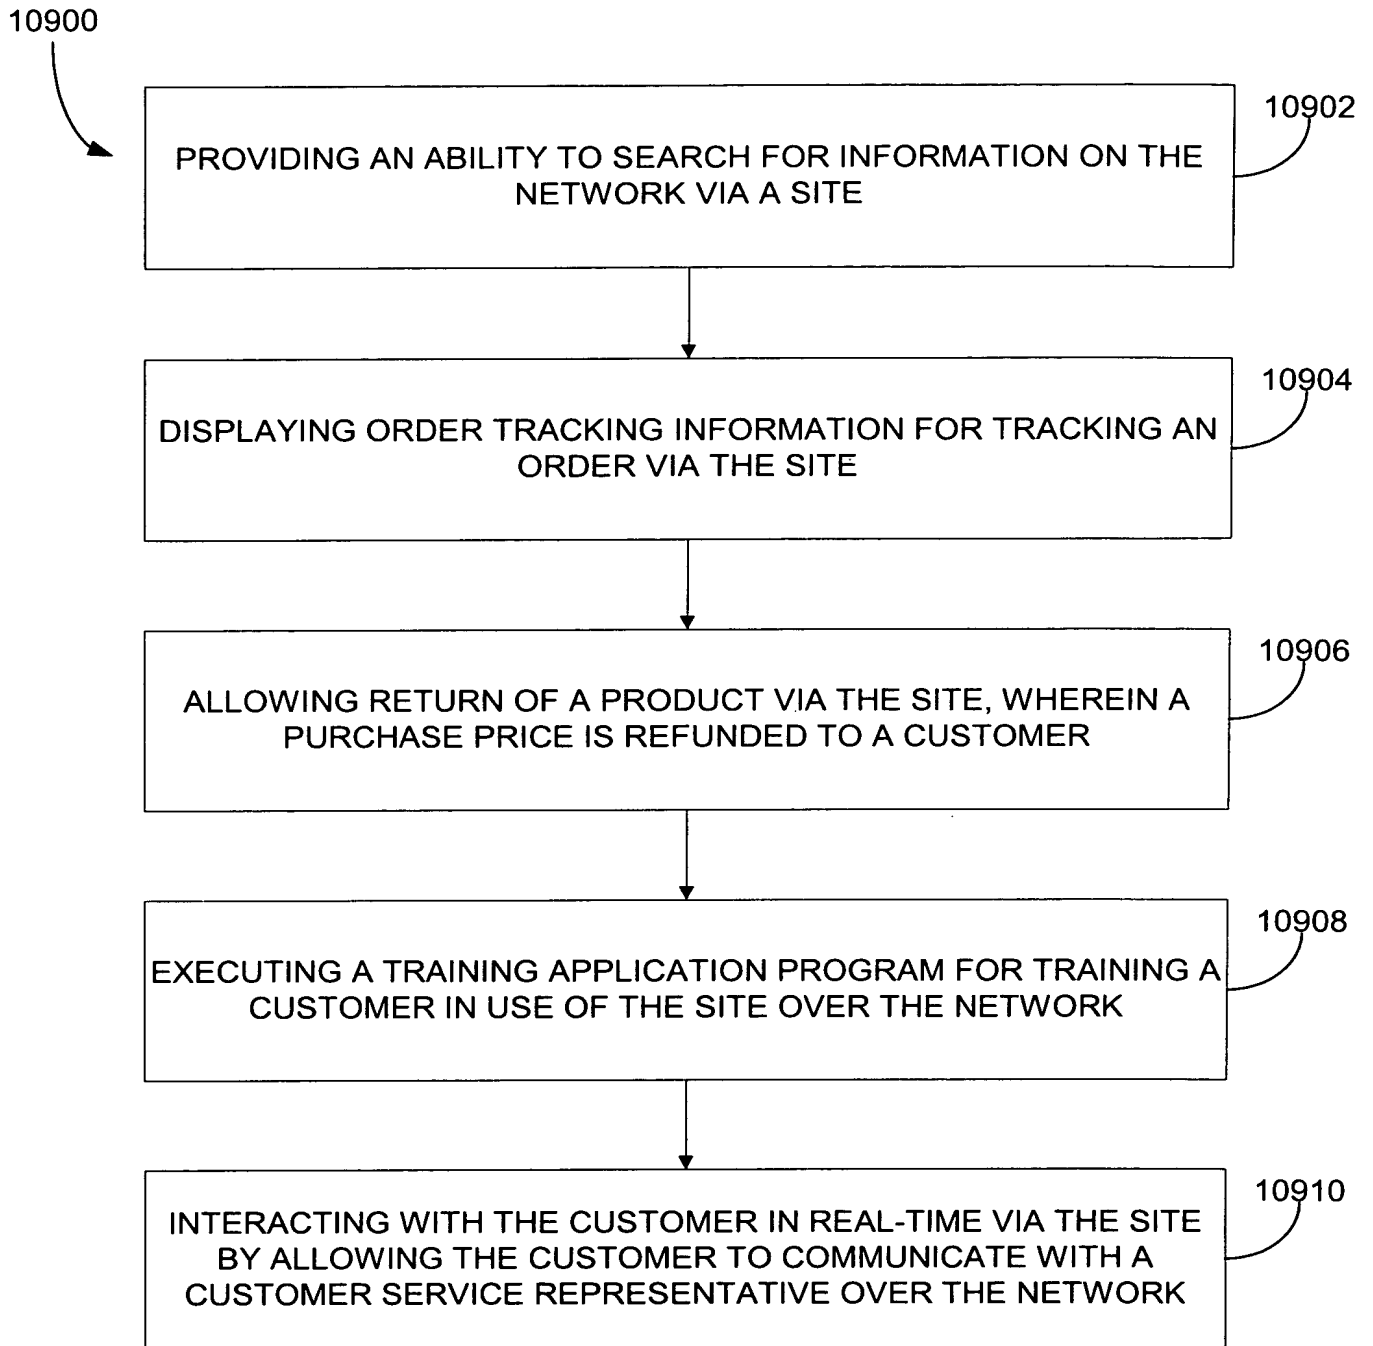 10900
10902
PROVIDING AN ABILITY TO SEARCH FOR INFORMATION ON THE
NETWORK VIA A SITE
10904
DISPLAYING ORDER TRACKING INFORMATION FOR TRACKING AN
ORDER VIA THE SITE
10906
ALLOWING RETURN OF A PRODUCT VIA THE SITE, WHEREIN A
PURCHASE PRICE IS REFUNDED TO A CUSTOMER
10908
EXECUTING A TRAINING APPLICATION PROGRAM FOR TRAINING A
CUSTOMER IN USE OF THE SITE OVER THE NETWORK
10910
INTERACTING WITH THE CUSTOMER IN REAL-TIME VIA THE SITE
BY ALLOWING THE CUSTOMER TO COMMUNICATE WITH A
CUSTOMER SERVICE REPRESENTATIVE OVER THE NETWORK